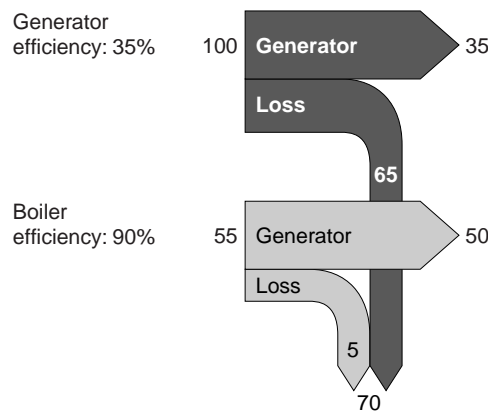 Generator
efficiency: 35%
100
Generator
35
Loss
65
Boiler
efficiency: 90%
55
Generator
50
Loss
5
70